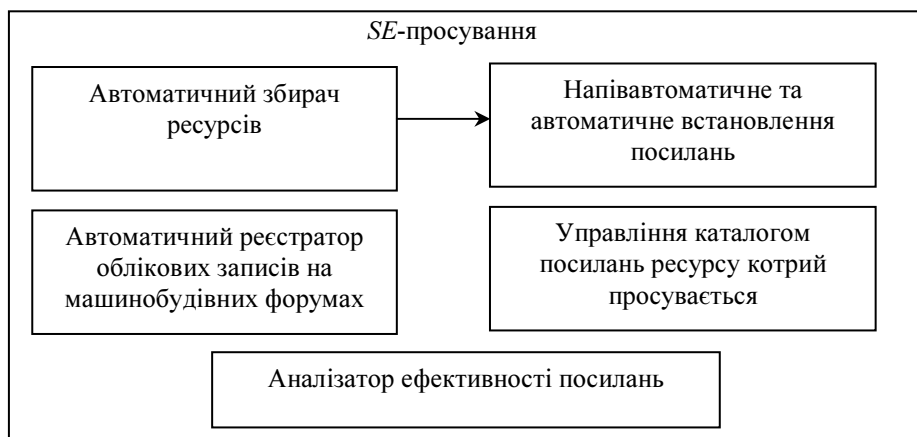 SE-просування
Автоматичний збирач
ресурсів
Напівавтоматичне та
автоматичне встановлення
посилань
Автоматичний реєстратор
облікових записів на
машинобудівних форумах
Управління каталогом
посилань ресурсу котрий
просувається
Аналізатор ефективності посилань